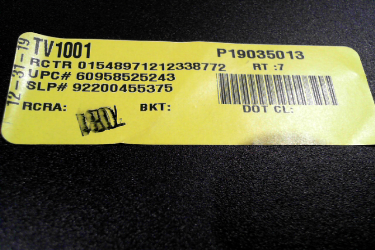 12-31-19
TV1001 P19035013
RCTR 01548971212338772 RT :7
UPC# 60958525243
SLP# 92200455375
RCRA: BKT: DOT CL: